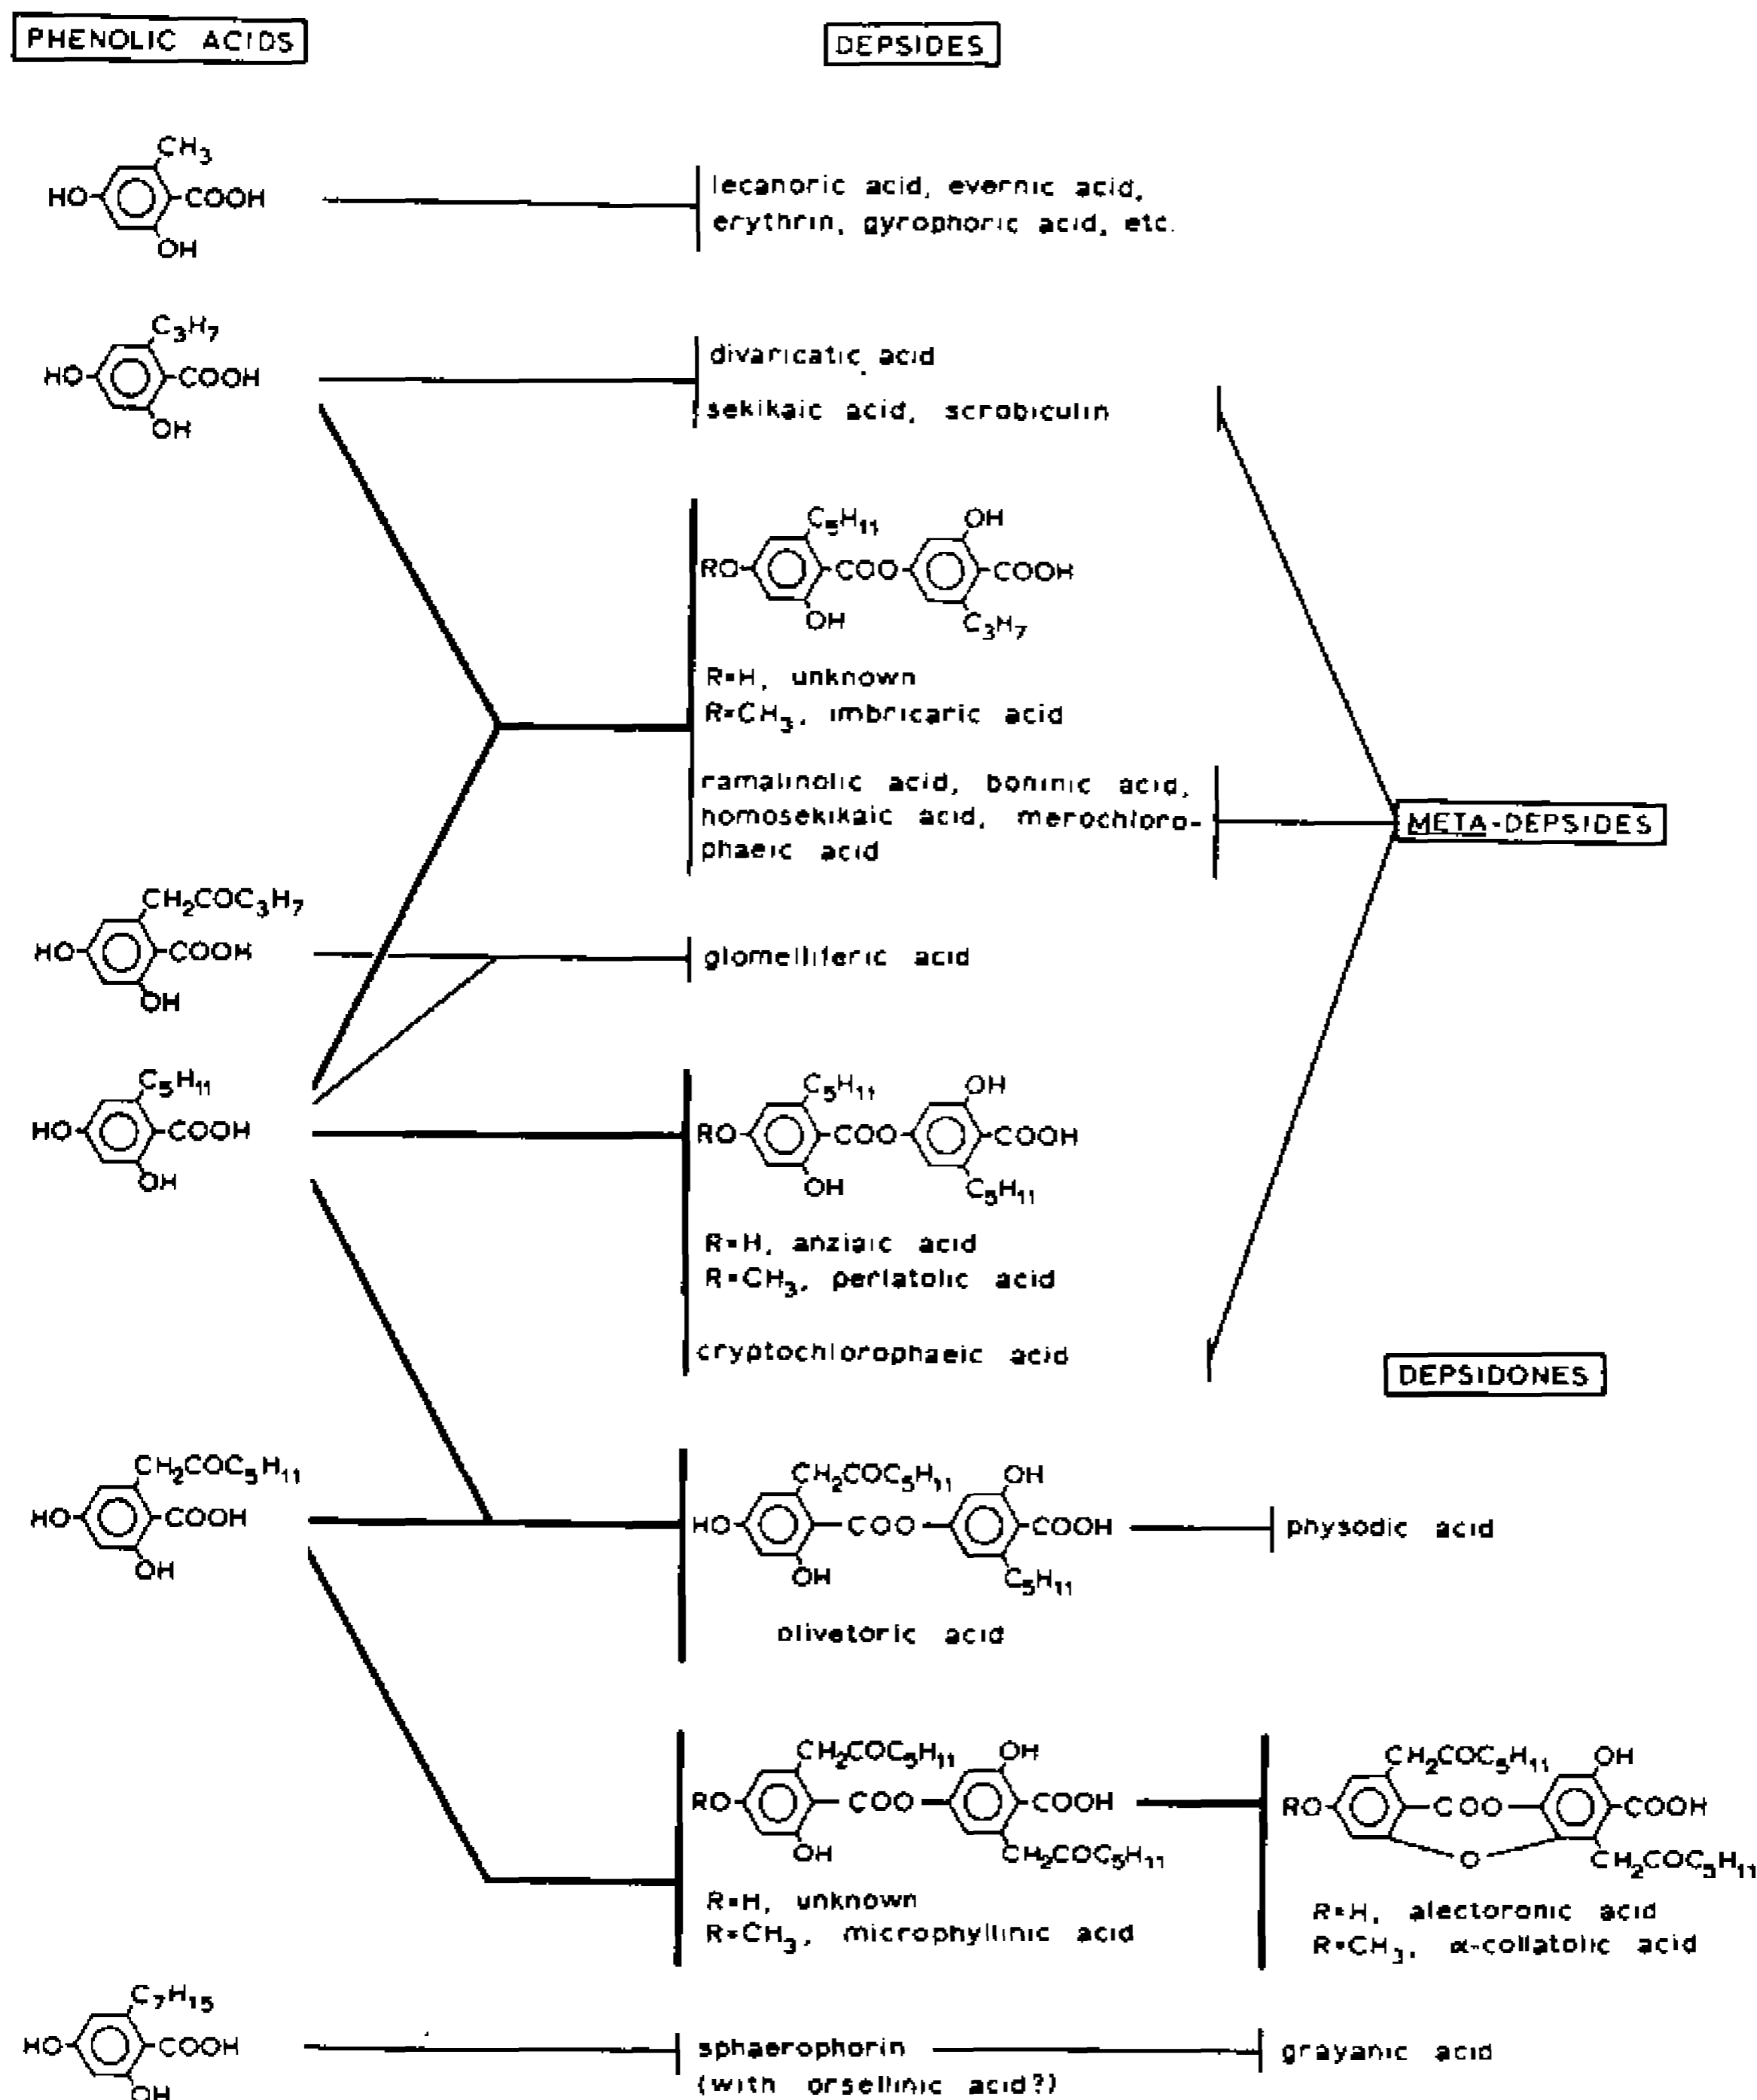 PHENOLIC ACIDS
DEPSIDES
CH3
HO COOH
OH
lecanoric acid, evernic acid,
erythrin, gyrophoric acid, etc.
C3H7
HO COOH
OH
divaricatic acid
sekikaic acid, scrobiculin
C5H11 OH
RO COO COOH
OH C3H7
R=H, unknown
R=CH3, imbricaric acid
ramalinolic acid, boninic acid,
homosekikaic acid, merochloro-
phaeic acid
META-DEPSIDES
CH2COC3H7
HO COOH
OH
glomelliferic acid
C5H11
HO COOH
OH
C5H11 OH
RO COO COOH
OH C5H11
R=H, anziaic acid
R=CH3, perlatolic acid
cryptochlorophaeic acid
DEPSIDONES
CH2COC5H11
HO COOH
OH
CH2COC5H11 OH
HO COO COOH
OH C5H11
olivetoric acid
physodic acid
CH2COC5H11 OH
RO COO COOH
OH CH2COC5H11
R=H, unknown
R=CH3, microphyllinic acid
CH2COC5H11 OH
RO COO COOH
O CH2COC5H11
R=H, alectoronic acid
R=CH3, α-collatolic acid
C7H15
HO COOH
OH
sphaerophorin
(with orsellinic acid?)
grayanic acid